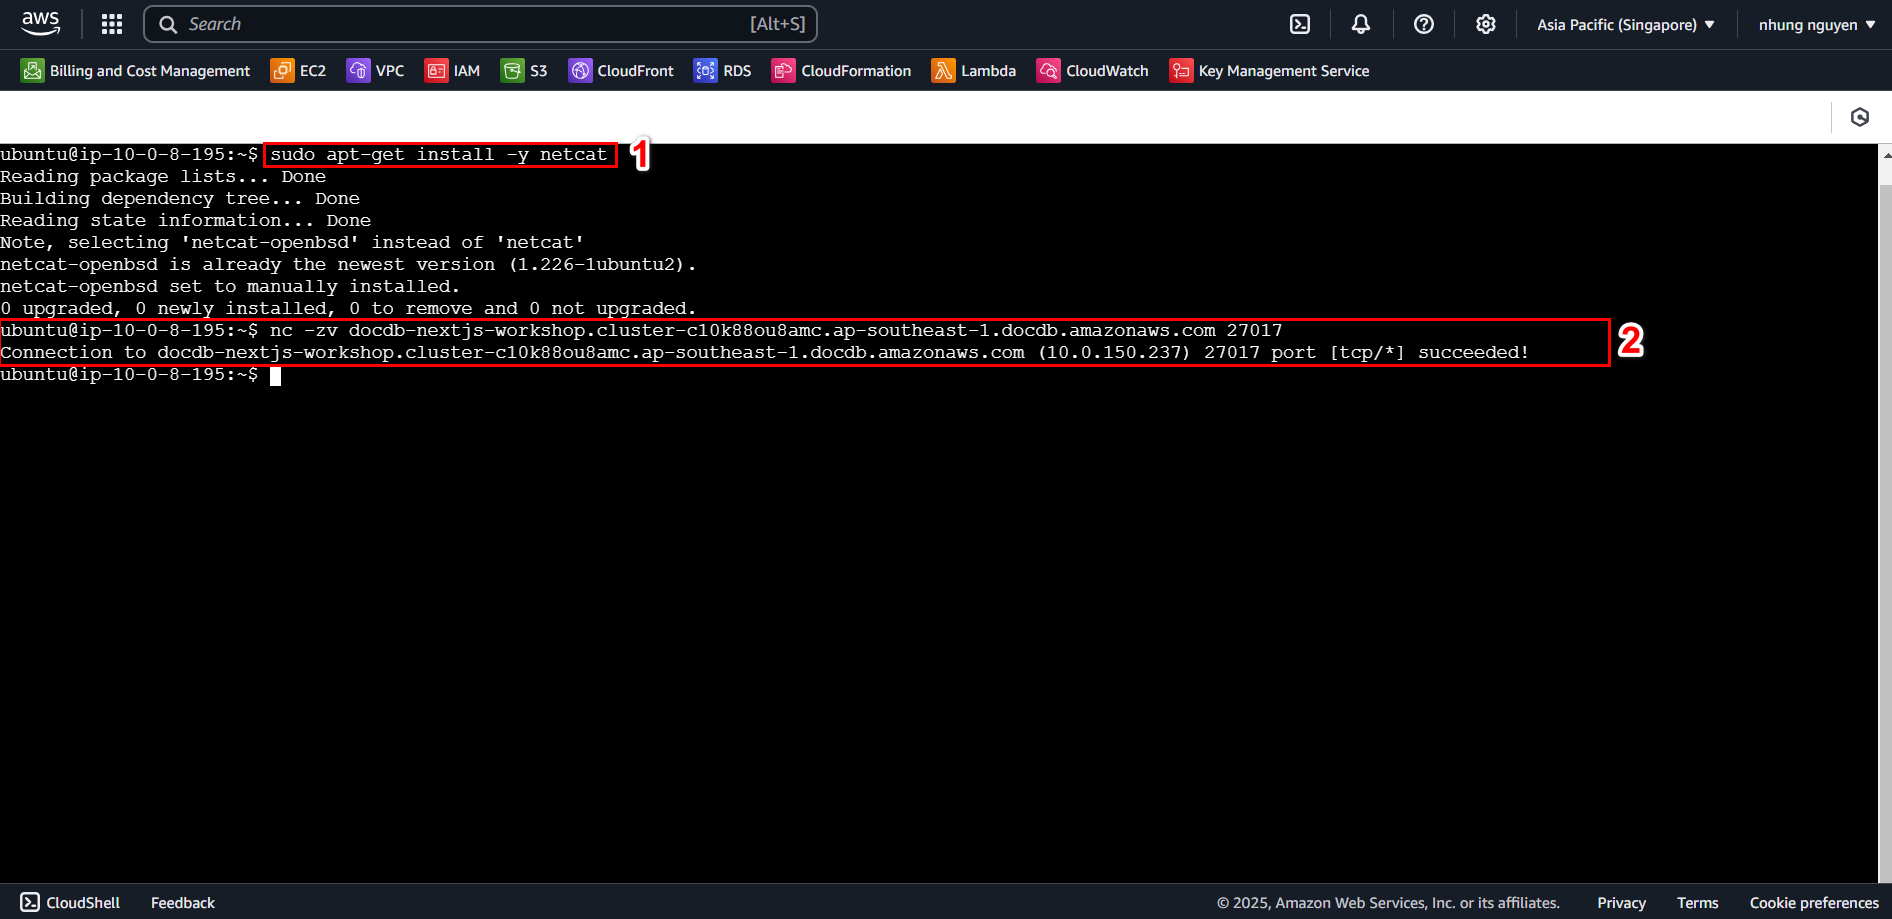 aws
Search [Alt+S]
Asia Pacific (Singapore)
nhung nguyen
Billing and Cost Management EC2 VPC IAM S3 CloudFront RDS CloudFormation Lambda CloudWatch Key Management Service
ubuntu@ip-10-0-8-195:~$ sudo apt-get install -y netcat 1
Reading package lists... Done
Building dependency tree... Done
Reading state information... Done
Note, selecting 'netcat-openbsd' instead of 'netcat'
netcat-openbsd is already the newest version (1.226-1ubuntu2).
netcat-openbsd set to manually installed.
0 upgraded, 0 newly installed, 0 to remove and 0 not upgraded.
ubuntu@ip-10-0-8-195:~$ nc -zv docdb-nextjs-workshop.cluster-c10k88ou8amc.ap-southeast-1.docdb.amazonaws.com 27017
2
Connection to docdb-nextjs-workshop.cluster-c10k88ou8amc.ap-southeast-1.docdb.amazonaws.com (10.0.150.237) 27017 port [tcp/*] succeeded!
ubuntu@ip-10-0-8-195:~$
CloudShell Feedback © 2025, Amazon Web Services, Inc. or its affiliates. Privacy Terms Cookie preferences